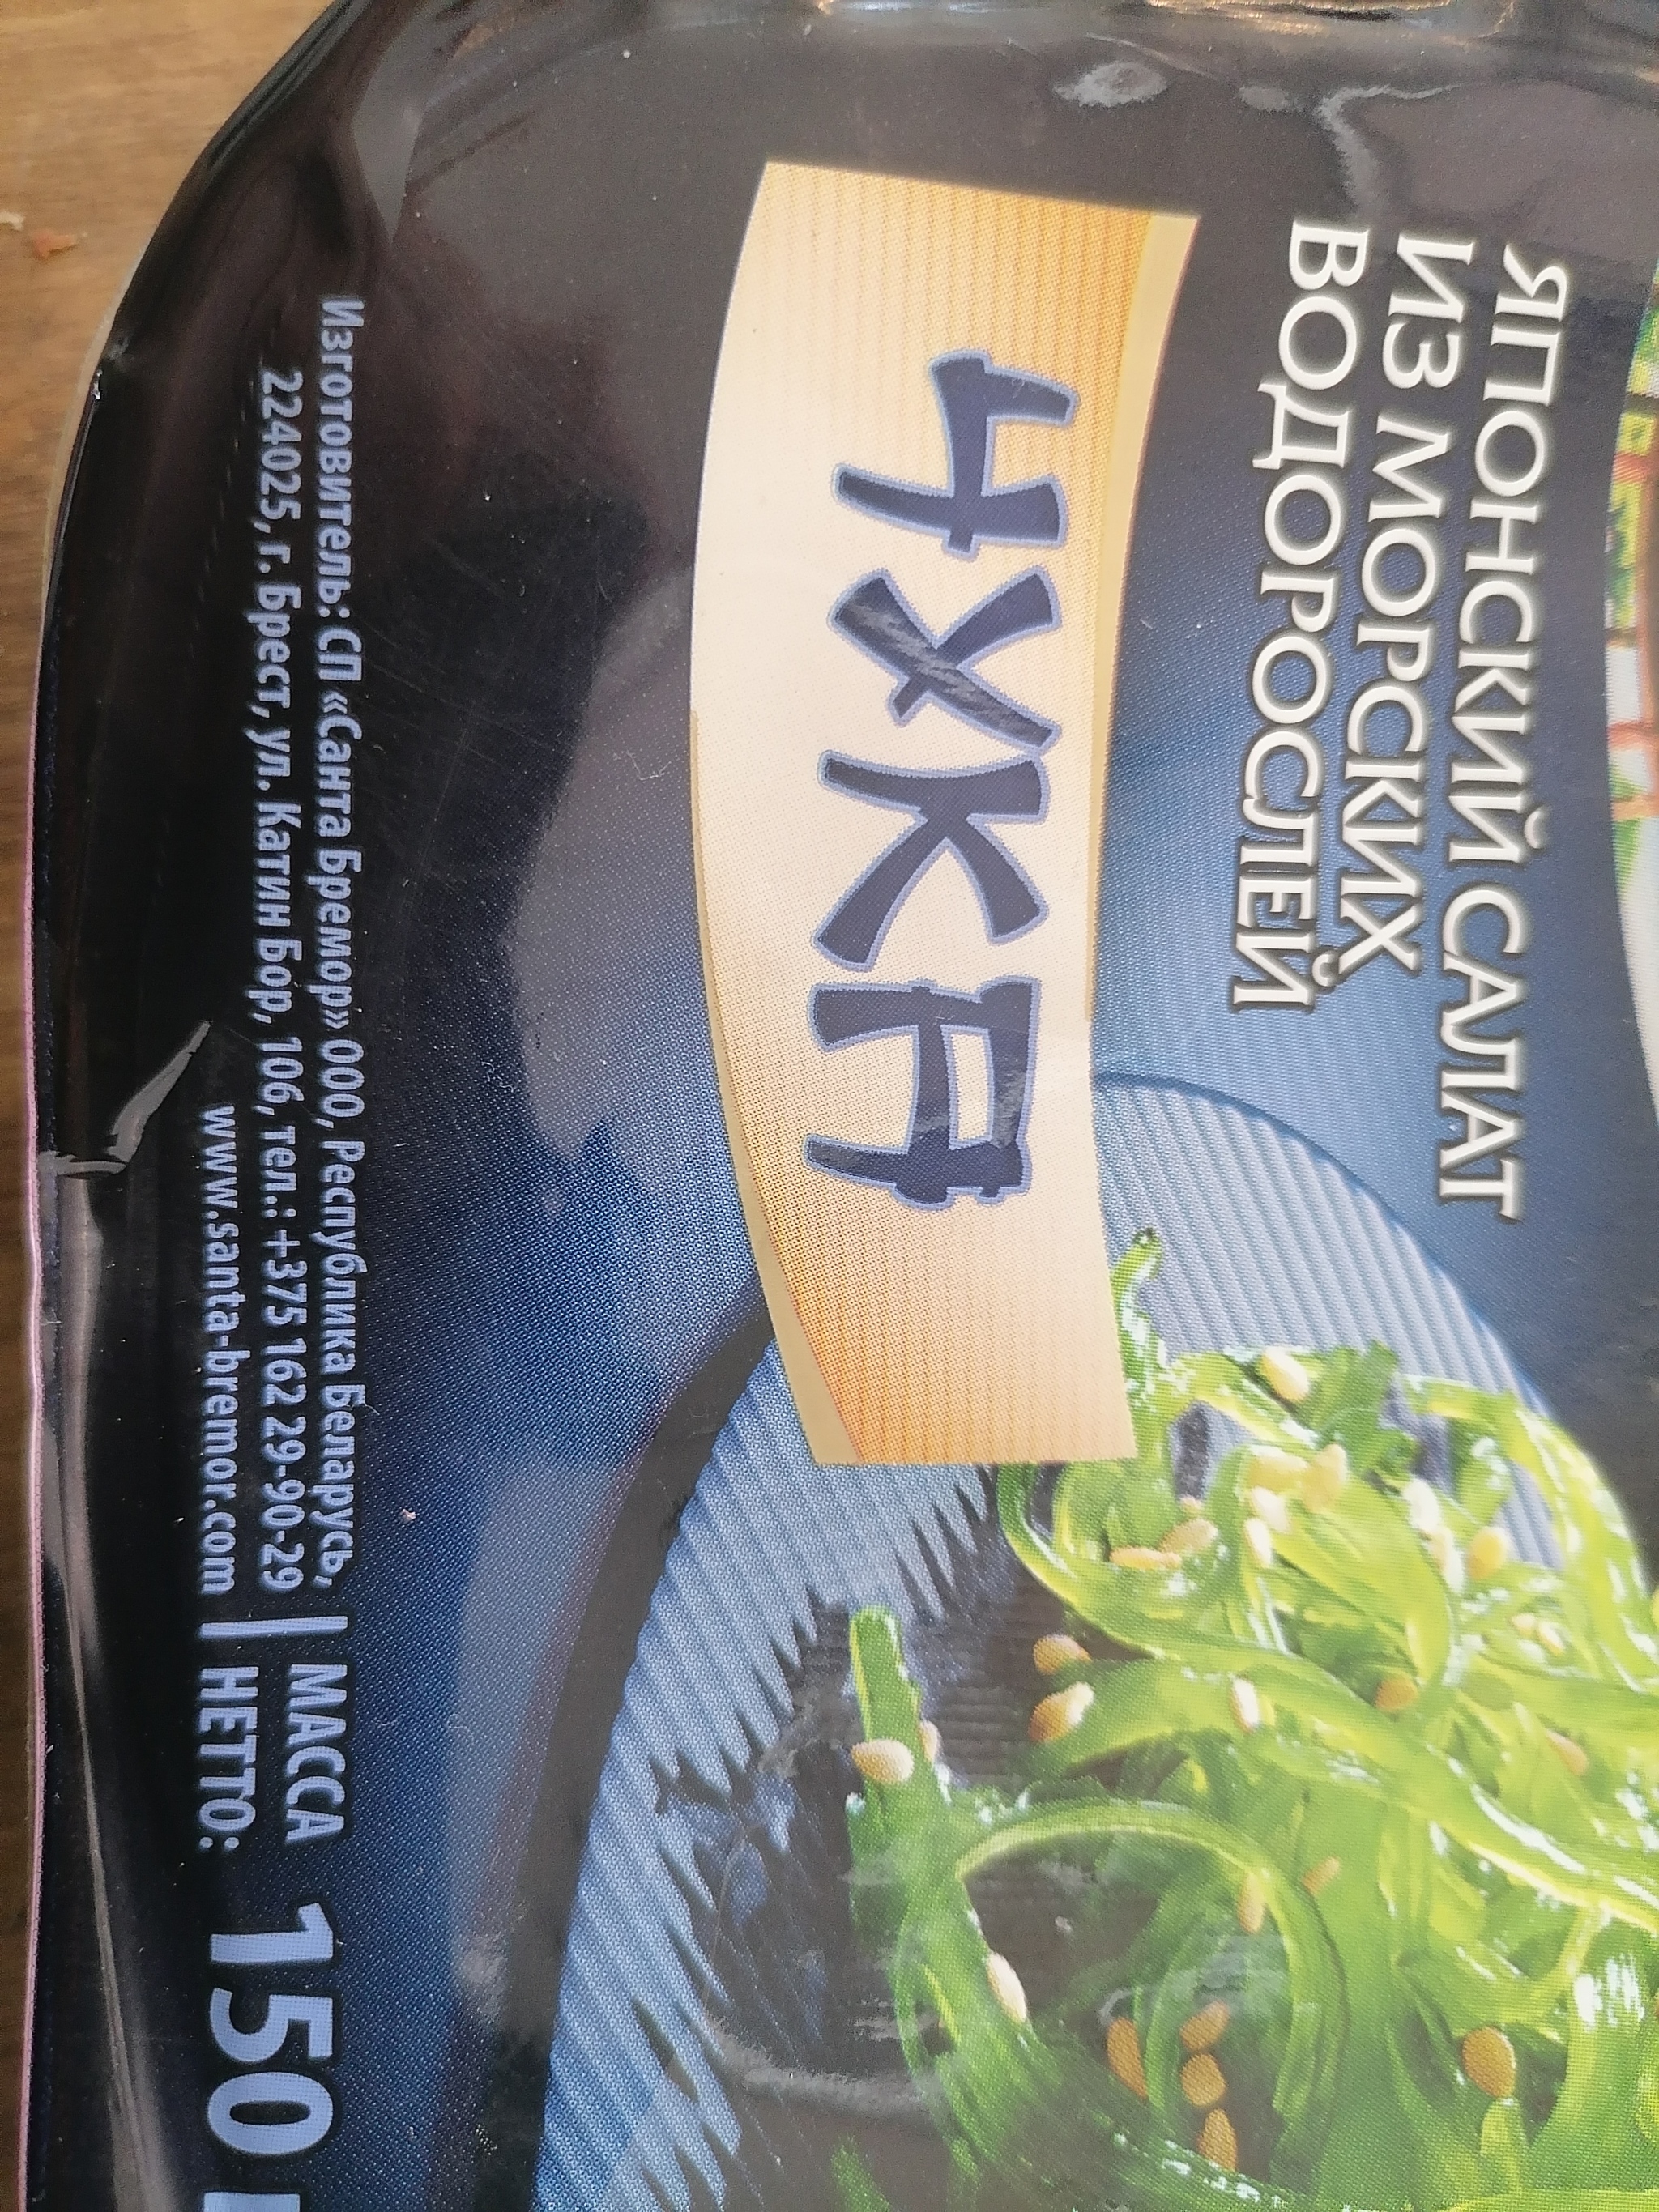 ЯПОНСКИЙ САЛАТ
ИЗ МОРСКИХ
ВОДОРОСЛЕЙ
ЧУКА
Изготовитель: СП «Санта Бремор» ООО, Республика Беларусь,
224025, г. Брест, ул. Катин Бор, 106, тел.: +375 162 29-90-29
www.santa-bremor.com
МАССА
НЕТТО:
150